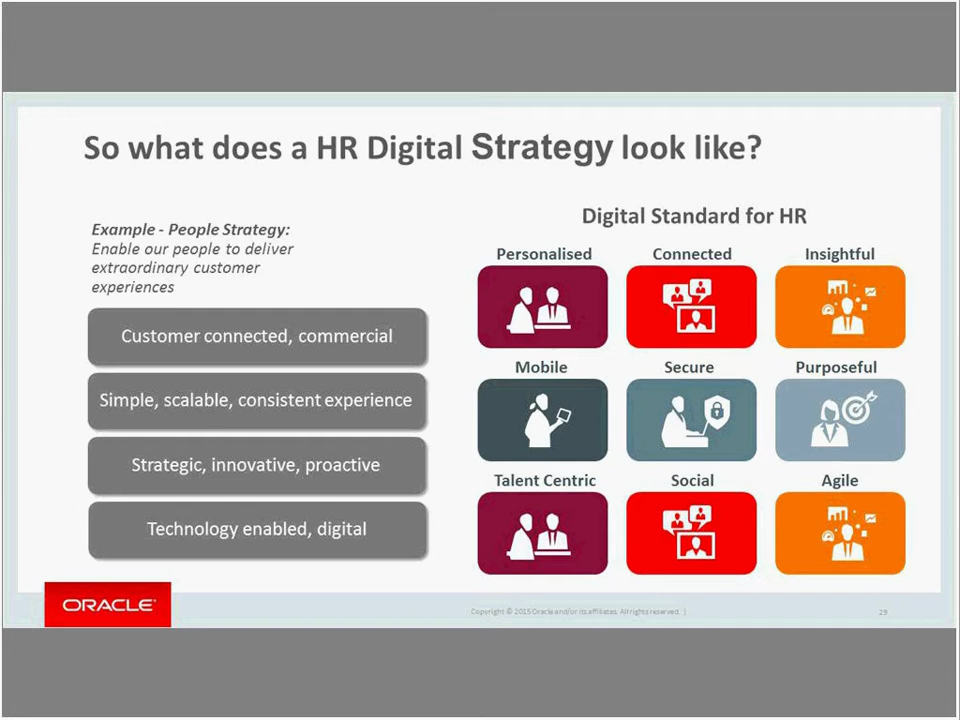 So what does a HR Digital Strategy look like?
Example - People Strategy:
Enable our people to deliver
extraordinary customer
experiences
Customer connected, commercial
Simple, scalable, consistent experience
Strategic, innovative, proactive
Technology enabled, digital
Digital Standard for HR
Personalised Connected Insightful
Mobile Secure Purposeful
Talent Centric Social Agile
ORACLE
Copyright © 2015 Oracle and/or its affiliates. All rights reserved. |
29